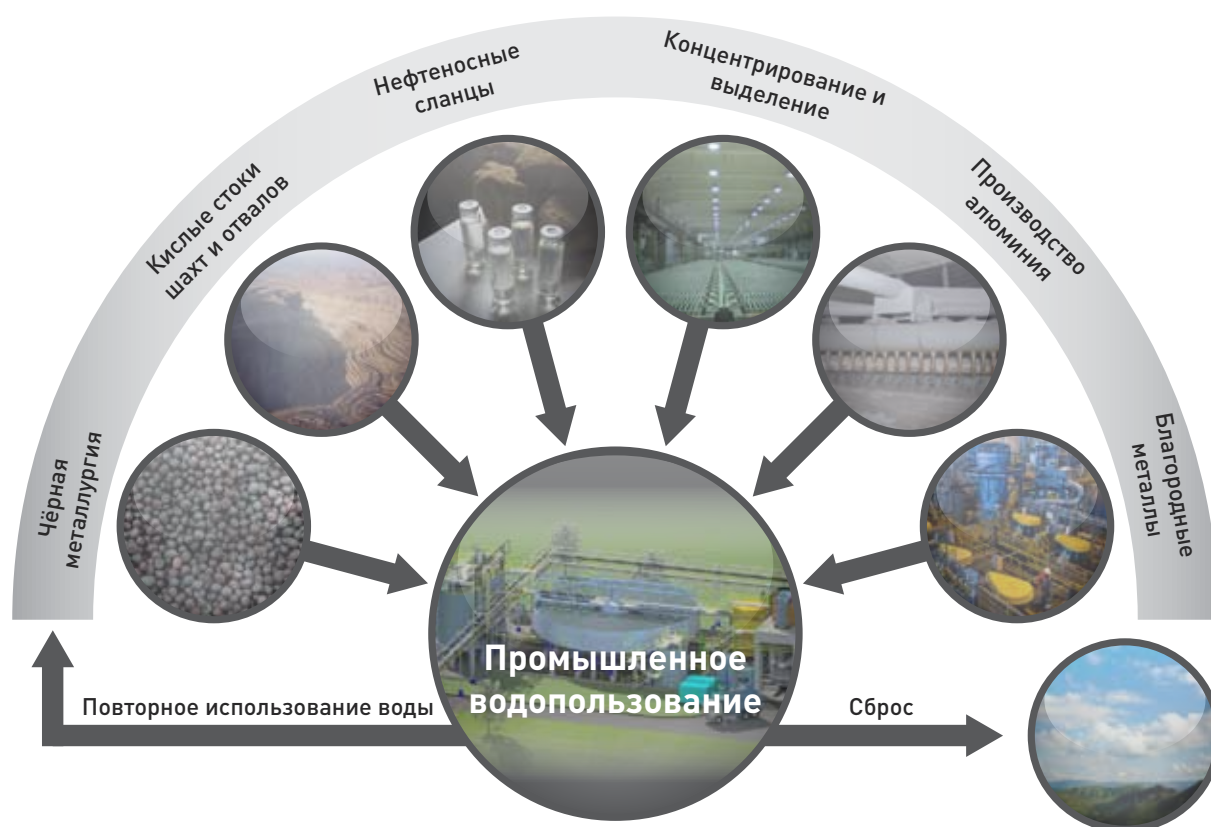 Чёрная
металлургия
Кислые стоки
шахт и отвалов
Нефтеносные
сланцы
Концентрирование и
выделение
Производство
алюминия
Благородные
металлы
Промышленное
водопользование
Повторное использование воды
Сброс